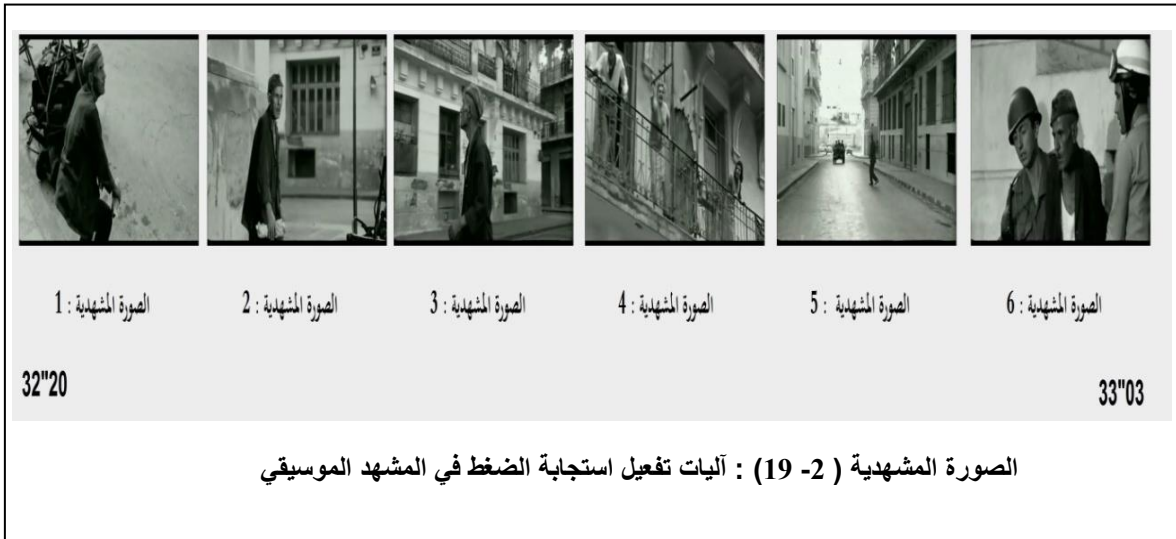 الصورة المشهدية : 1
الصورة المشهدية : 2
الصورة المشهدية : 3
الصورة المشهدية : 4
الصورة المشهدية : 5
الصورة المشهدية : 6
32"20
33"03
الصورة المشهدية ( 2- 19) : آليات تفعيل استجابة الضغط في المشهد الموسيقي